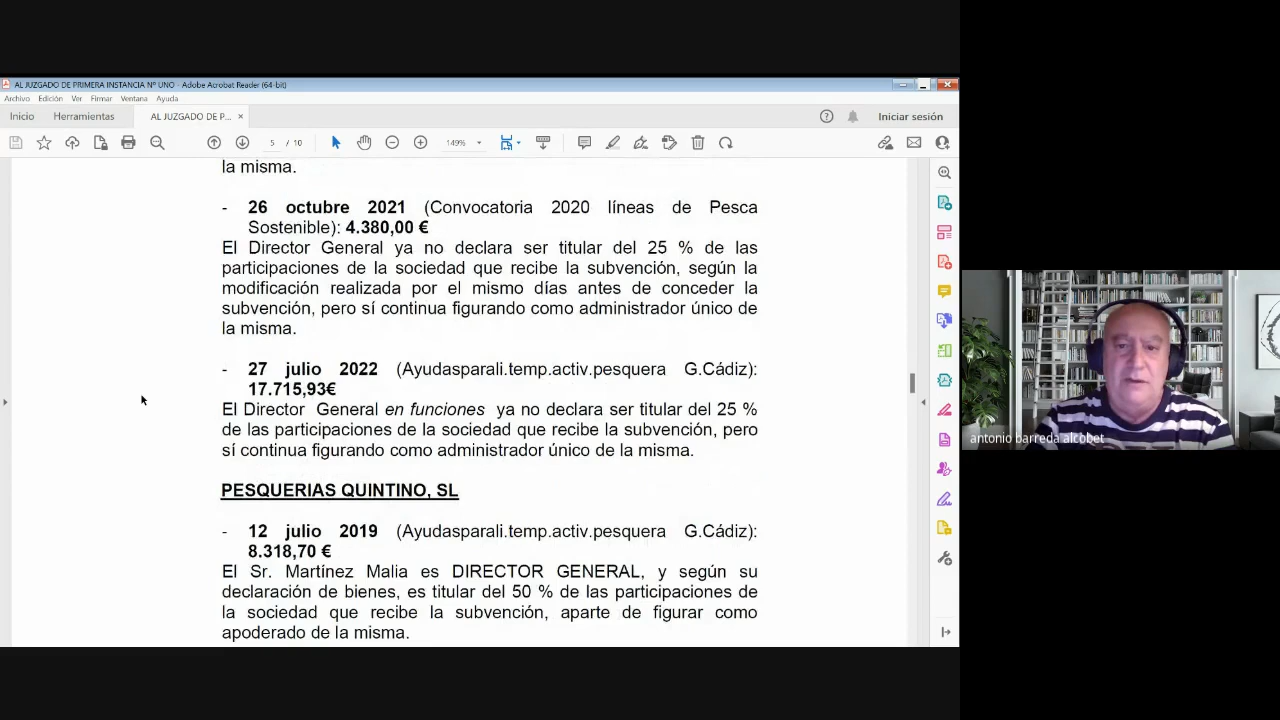 AL JUZGADO DE PRIMERA INSTANCIA Nº UNO - Adobe Acrobat Reader (64-bit)
Archivo Edición Ver Firmar Ventana Ayuda
Inicio Herramientas AL JUZGADO DE P... × Iniciar sesión
5 / 10 149%
la misma.
- 26 octubre 2021 (Convocatoria 2020 líneas de Pesca
Sostenible): 4.380,00 €
El Director General ya no declara ser titular del 25 % de las
participaciones de la sociedad que recibe la subvención, según la
modificación realizada por el mismo días antes de conceder la
subvención, pero sí continua figurando como administrador único de
la misma.
- 27 julio 2022 (Ayudasparali.temp.activ.pesquera G.Cádiz):
17.715,93€
El Director General en funciones ya no declara ser titular del 25 %
de las participaciones de la sociedad que recibe la subvención, pero
sí continua figurando como administrador único de la misma.
PESQUERIAS QUINTINO, SL
- 12 julio 2019 (Ayudasparali.temp.activ.pesquera G.Cádiz):
8.318,70 €
El Sr. Martínez Malia es DIRECTOR GENERAL, y según su
declaración de bienes, es titular del 50 % de las participaciones de
la sociedad que recibe la subvención, aparte de figurar como
apoderado de la misma.
antonio barreda alcobet